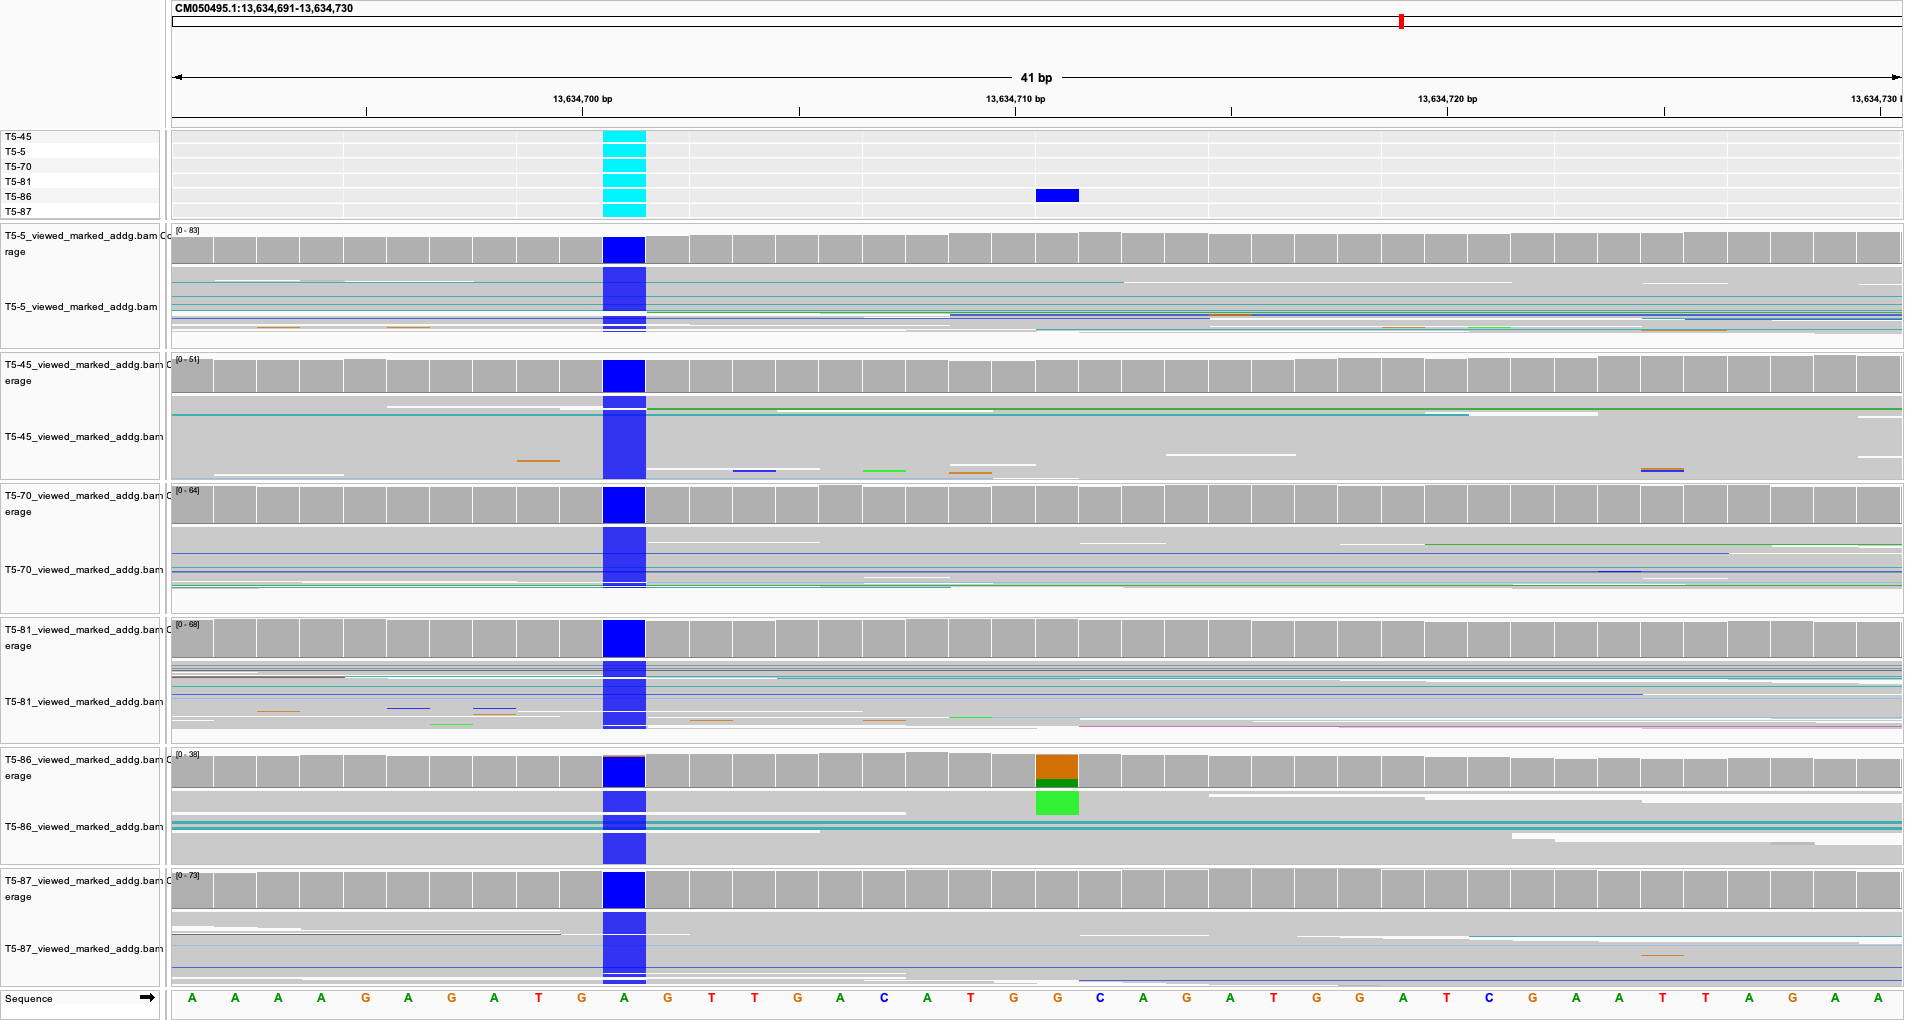 CM050495.1:13,634,691-13,634,730
41 bp
13,634,700 bp 13,634,710 bp 13,634,720 bp 13,634,730
T5-45
T5-5
T5-70
T5-81
T5-86
T5-87
T5-5_viewed_marked_addg.bam Co
rage
[0 - 83]
T5-5_viewed_marked_addg.bam
T5-45_viewed_marked_addg.bam C
erage
[0 - 51]
T5-45_viewed_marked_addg.bam
T5-70_viewed_marked_addg.bam C
erage
[0 - 64]
T5-70_viewed_marked_addg.bam
T5-81_viewed_marked_addg.bam C
erage
[0 - 68]
T5-81_viewed_marked_addg.bam
T5-86_viewed_marked_addg.bam C
erage
[0 - 38]
T5-86_viewed_marked_addg.bam
T5-87_viewed_marked_addg.bam C
erage
[0 - 73]
T5-87_viewed_marked_addg.bam
Sequence A A A A G A G A T G A G T T G A C A T G G C A G A T G G A T C G A A T T A G A A